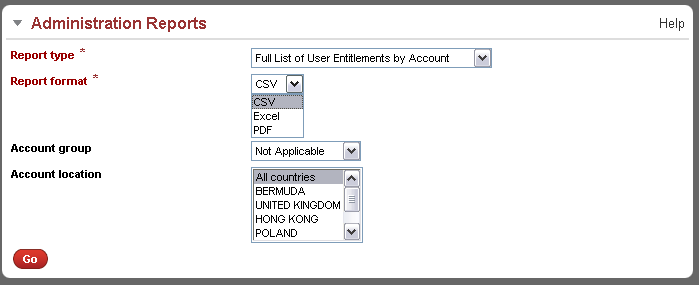 Administration Reports
Help
Report type *
Full List of User Entitlements by Account
Report format *
CSV
CSV
Excel
PDF
Account group
Not Applicable
Account location
All countries
BERMUDA
UNITED KINGDOM
HONG KONG
POLAND
Go